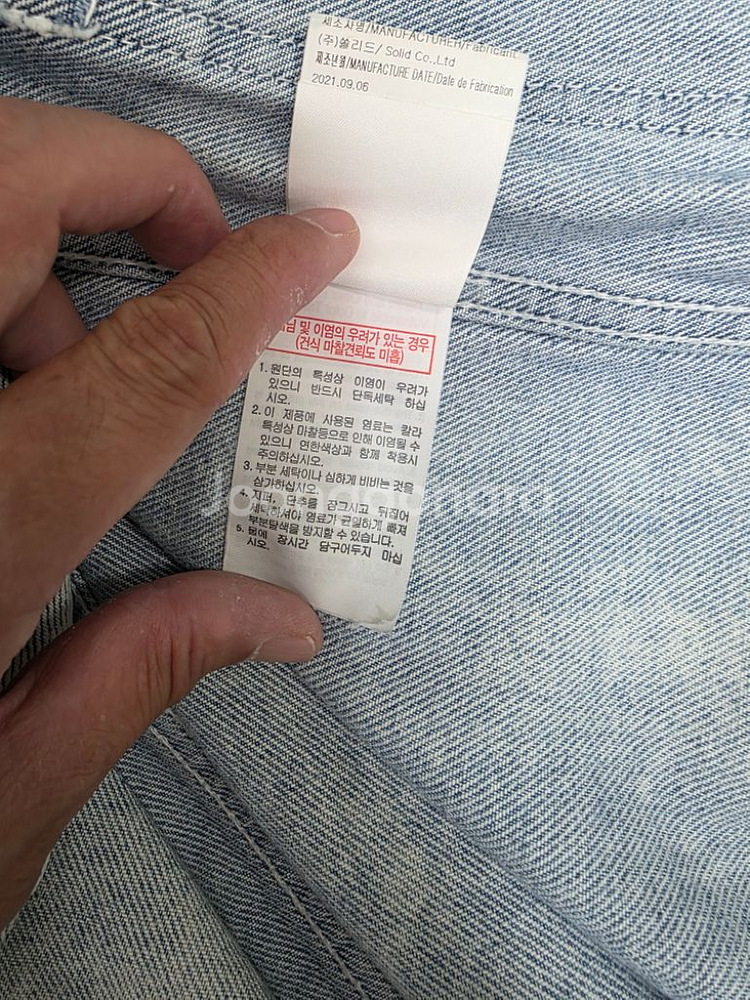 제조사명/MANUFACTURER/Fabricant
(주)쏠리드/ Solid Co.,Ltd
제조년월/MANUFACTURE DATE/Date de Fabrication
2021.09.06
및 이염의 우려가 있는 경우
(건식 마찰견뢰도 미흡)
1. 원단의 특성상 이염이 우려가
있으니 반드시 단독세탁 하십
시오.
2. 이 제품에 사용된 염료는 칼라
특성상 마찰등으로 인해 이염될 수
있으니 연한색상과 함께 착용시
주의하십시오.
3. 부분 세탁이나 심하게 비비는 것을
삼가하십시오.
4. 지퍼, 단추를 잠그시고 뒤집어
세탁하셔야 염료가 균일하게 빠져
부분탈색을 방지할 수 있습니다.
5. 물에 장시간 담구어두지 마십
시오.